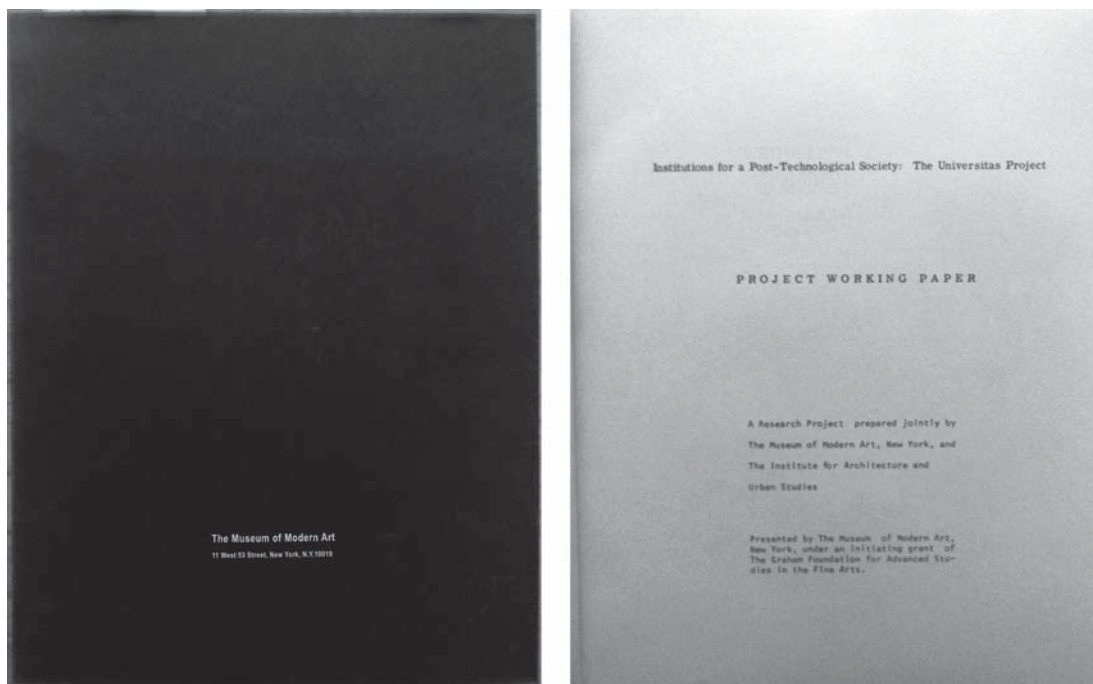 The Museum of Modern Art
11 West 53 Street, New York, N.Y.10019
Institutions for a Post-Technological Society: The Universitas Project
PROJECT WORKING PAPER
A Research Project prepared jointly by
The Museum of Modern Art, New York, and
The Institute for Architecture and
Urban Studies
Presented by The Museum of Modern Art,
New York, under an initiating grant of
The Graham Foundation for Advanced Stu-
dies in the Fine Arts.